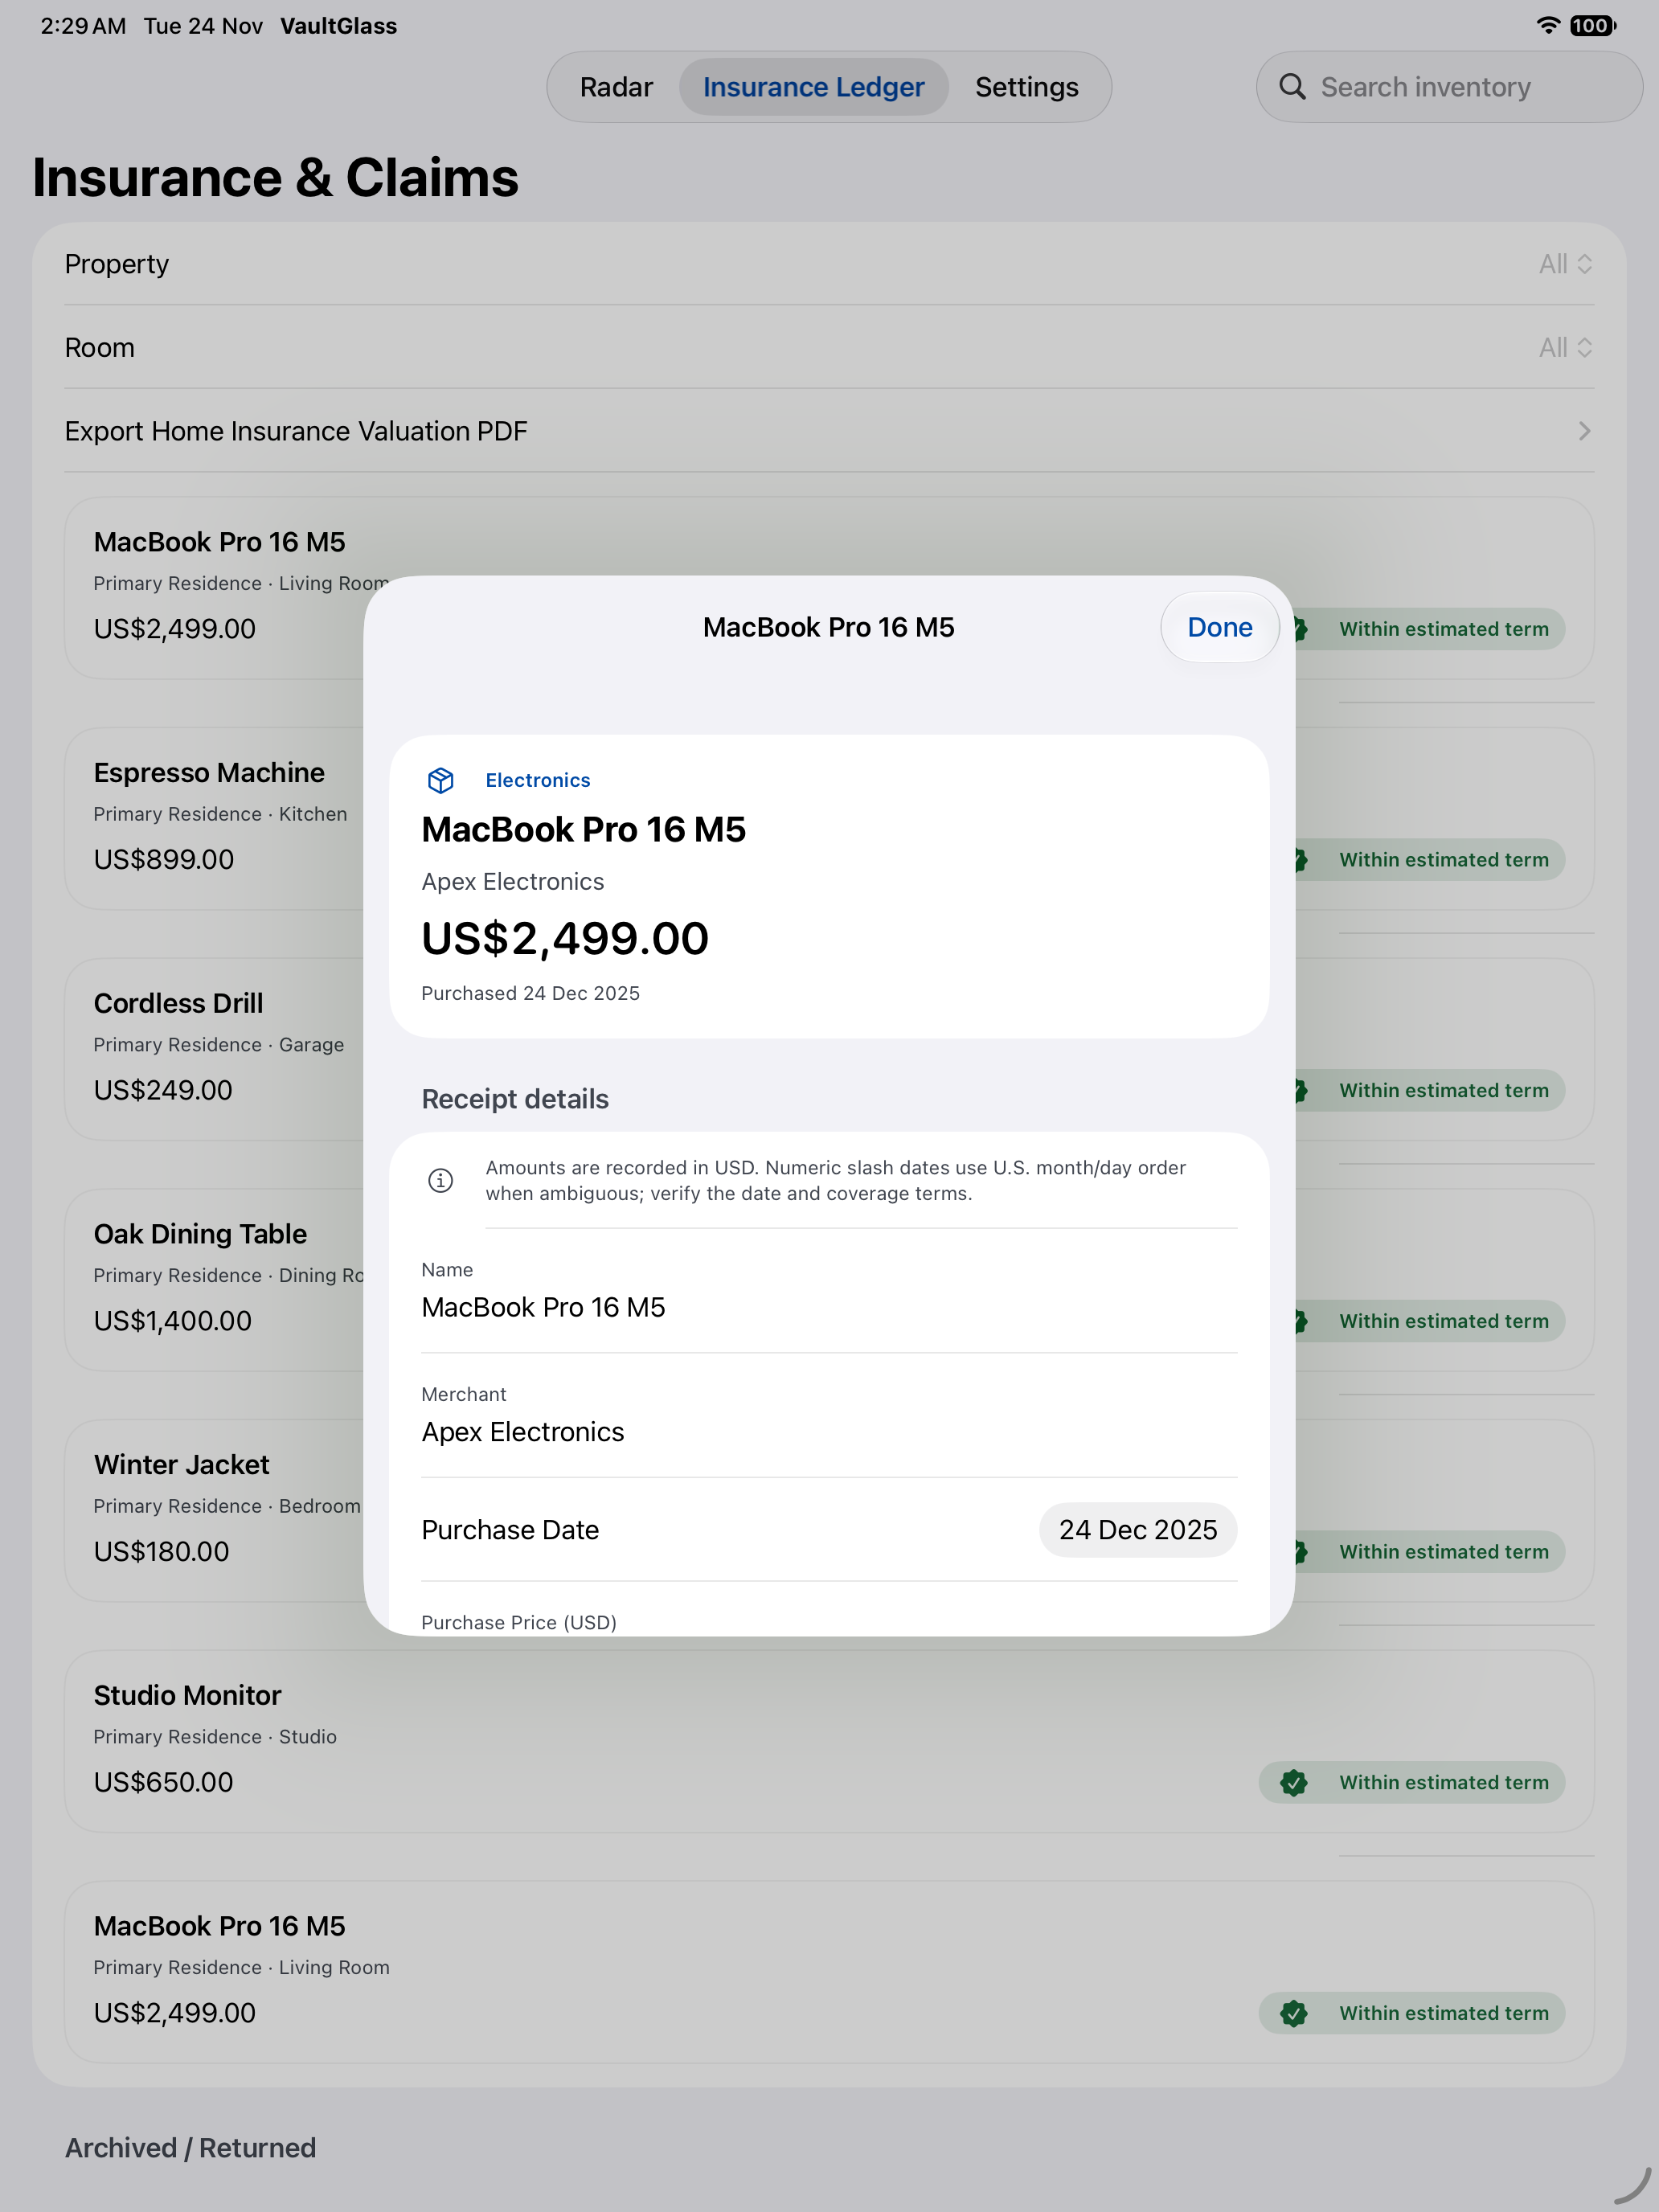 2:29 AM Tue 24 Nov VaultGlass
100
Radar
Insurance Ledger
Settings
Search inventory
Insurance & Claims
Property
All
Room
All
Export Home Insurance Valuation PDF
MacBook Pro 16 M5
Primary Residence · Living Room
US$2,499.00
Within estimated term
Espresso Machine
Primary Residence · Kitchen
US$899.00
Within estimated term
Cordless Drill
Primary Residence · Garage
US$249.00
Within estimated term
Oak Dining Table
Primary Residence · Dining
US$1,400.00
Within estimated term
Winter Jacket
Primary Residence · Bedroom
US$180.00
Within estimated term
Studio Monitor
Primary Residence · Studio
US$650.00
Within estimated term
MacBook Pro 16 M5
Primary Residence · Living Room
US$2,499.00
Within estimated term
Archived / Returned
MacBook Pro 16 M5
Done
Electronics
MacBook Pro 16 M5
Apex Electronics
US$2,499.00
Purchased 24 Dec 2025
Receipt details
Amounts are recorded in USD. Numeric slash dates use U.S. month/day order
when ambiguous; verify the date and coverage terms.
Name
MacBook Pro 16 M5
Merchant
Apex Electronics
Purchase Date
24 Dec 2025
Purchase Price (USD)